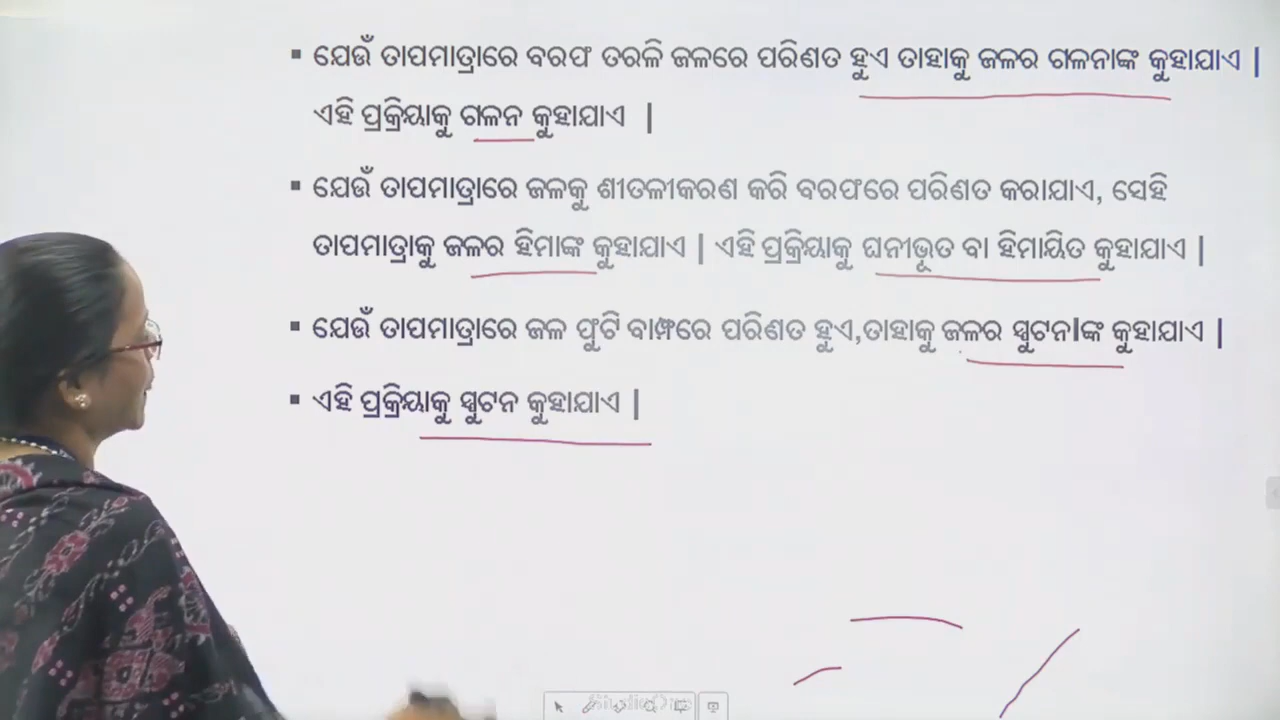 ▪ ଯେଉଁ ତାପମାତ୍ରାରେ ବରଫ ତରଳି ଜଳରେ ପରିଣତ ହୁଏ ତାହାକୁ ଜଳର ଗଳନାଙ୍କ କୁହାଯାଏ |
ଏହି ପ୍ରକ୍ରିୟାକୁ ଗଳନ କୁହାଯାଏ |
▪ ଯେଉଁ ତାପମାତ୍ରାରେ ଜଳକୁ ଶୀତଳୀକରଣ କରି ବରଫରେ ପରିଣତ କରାଯାଏ, ସେହି
ତାପମାତ୍ରାକୁ ଜଳର ହିମାଙ୍କ କୁହାଯାଏ | ଏହି ପ୍ରକ୍ରିୟାକୁ ଘନୀଭୂତ ବା ହିମାୟିତ କୁହାଯାଏ |
▪ ଯେଉଁ ତାପମାତ୍ରାରେ ଜଳ ଫୁଟି ବାମ୍ଫରେ ପରିଣତ ହୁଏ,ତାହାକୁ ଜଳର ସ୍ଫୁଟନାଙ୍କ କୁହାଯାଏ |
▪ ଏହି ପ୍ରକ୍ରିୟାକୁ ସ୍ଫୁଟନ କୁହାଯାଏ |